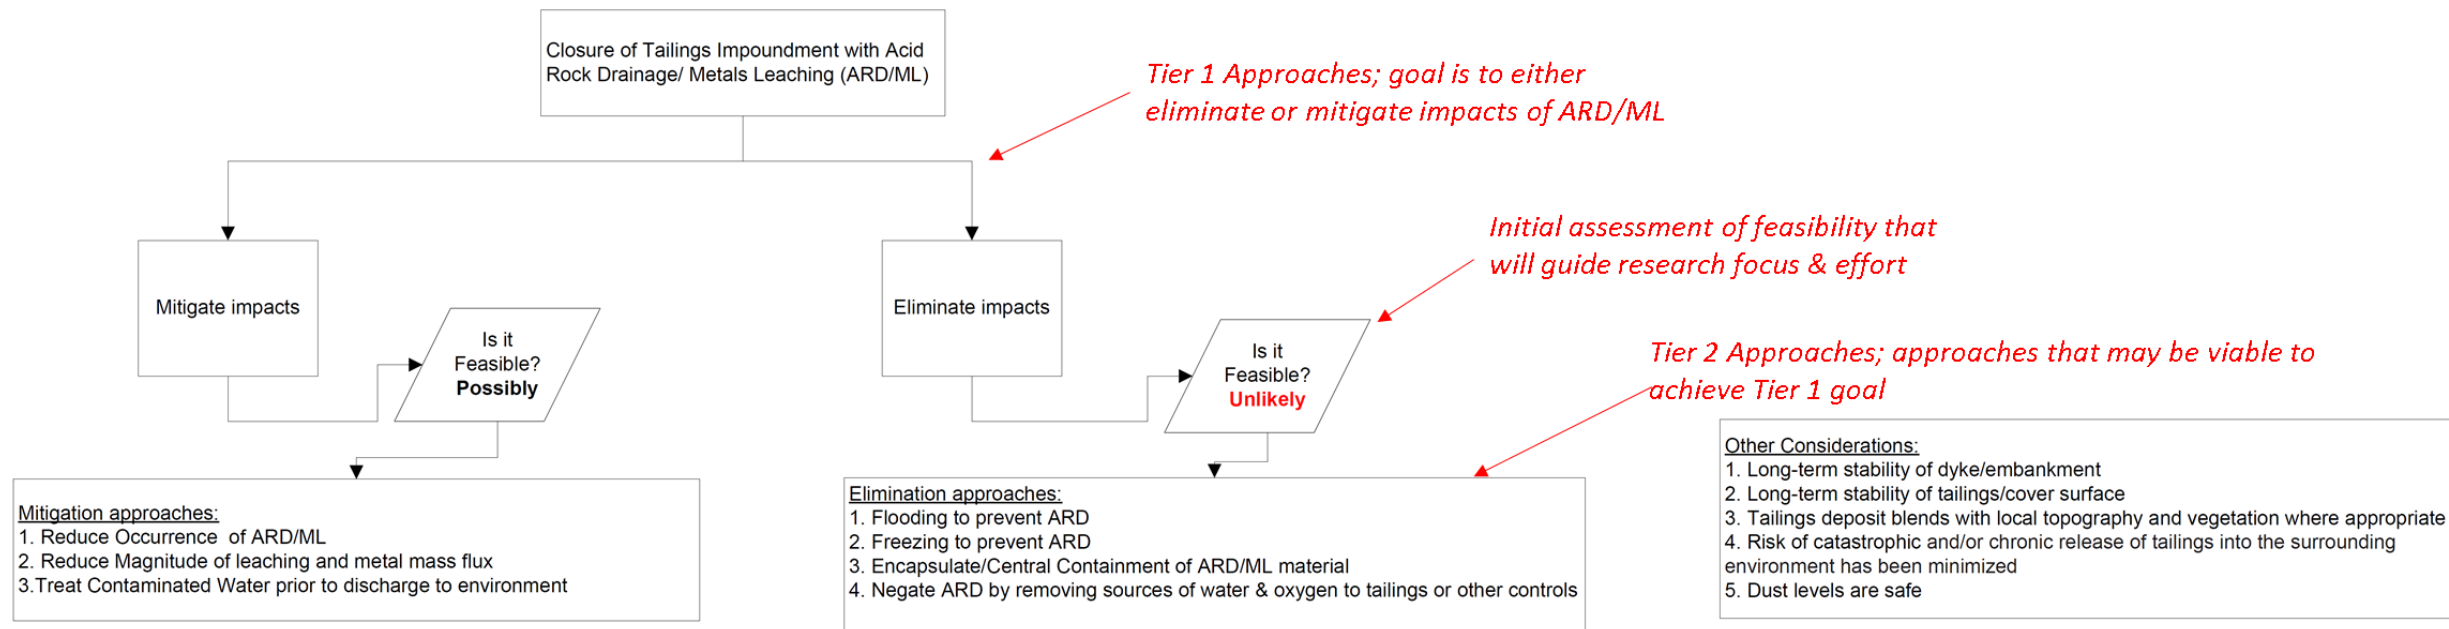 Closure of Tailings Impoundment with Acid
Rock Drainage/ Metals Leaching (ARD/ML)
Tier 1 Approaches; goal is to either
eliminate or mitigate impacts of ARD/ML
Mitigate impacts
Is it
Feasible?
Possibly
Eliminate impacts
Is it
Feasible?
Unlikely
Initial assessment of feasibility that
will guide research focus & effort
Tier 2 Approaches; approaches that may be viable to
achieve Tier 1 goal
Mitigation approaches:
1. Reduce Occurrence of ARD/ML
2. Reduce Magnitude of leaching and metal mass flux
3.Treat Contaminated Water prior to discharge to environment
Elimination approaches:
1. Flooding to prevent ARD
2. Freezing to prevent ARD
3. Encapsulate/Central Containment of ARD/ML material
4. Negate ARD by removing sources of water & oxygen to tailings or other controls
Other Considerations:
1. Long-term stability of dyke/embankment
2. Long-term stability of tailings/cover surface
3. Tailings deposit blends with local topography and vegetation where appropriate
4. Risk of catastrophic and/or chronic release of tailings into the surrounding
environment has been minimized
5. Dust levels are safe